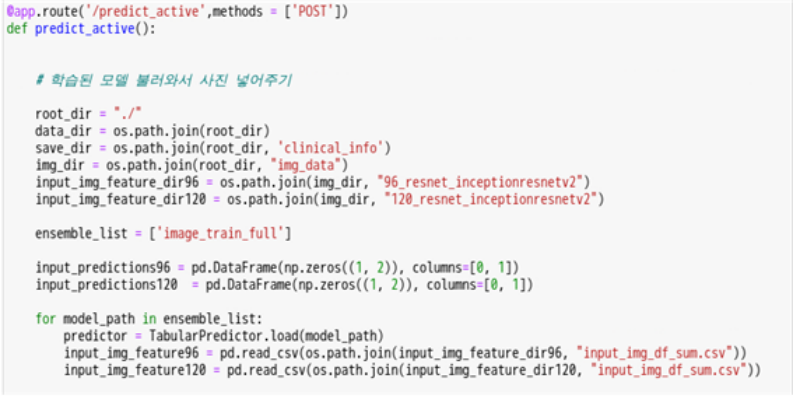 @app.route('/predict_active',methods = ['POST'])
def predict_active():
# 학습된 모델 불러와서 사진 넣어주기
root_dir = "./"
data_dir = os.path.join(root_dir)
save_dir = os.path.join(root_dir, 'clinical_info')
img_dir = os.path.join(root_dir, "img_data")
input_img_feature_dir96 = os.path.join(img_dir, "96_resnet_inceptionresnetv2")
input_img_feature_dir120 = os.path.join(img_dir, "120_resnet_inceptionresnetv2")
ensemble_list = ['image_train_full']
input_predictions96 = pd.DataFrame(np.zeros((1, 2)), columns=[0, 1])
input_predictions120  = pd.DataFrame(np.zeros((1, 2)), columns=[0, 1])
for model_path in ensemble_list:
predictor = TabularPredictor.load(model_path)
input_img_feature96 = pd.read_csv(os.path.join(input_img_feature_dir96, "input_img_df_sum.csv"))
input_img_feature120 = pd.read_csv(os.path.join(input_img_feature_dir120, "input_img_df_sum.csv"))